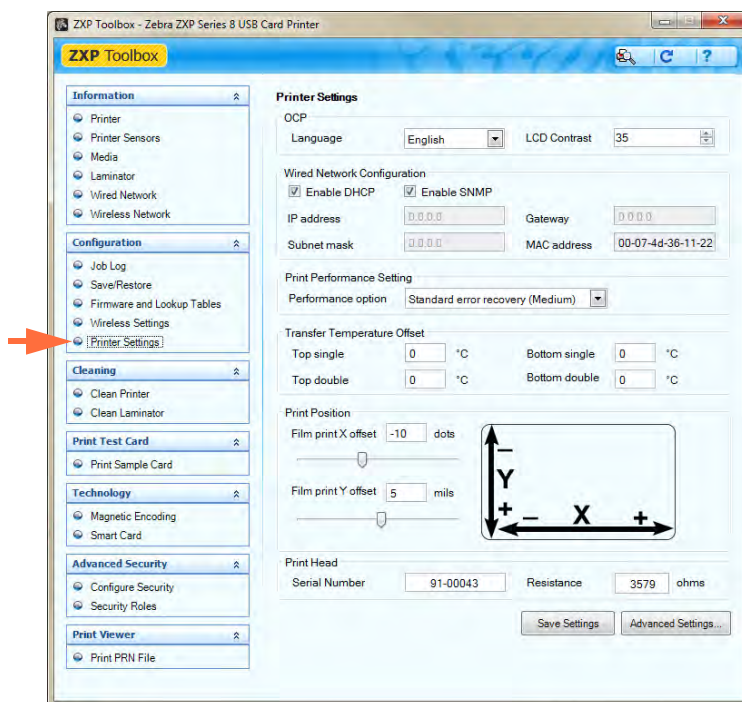 ZXP Toolbox - Zebra ZXP Series 8 USB Card Printer
ZXP Toolbox
?
Information
Printer
Printer Sensors
Media
Laminator
Wired Network
Wireless Network
Configuration
Job Log
Save/Restore
Firmware and Lookup Tables
Wireless Settings
Printer Settings
Cleaning
Clean Printer
Clean Laminator
Print Test Card
Print Sample Card
Technology
Magnetic Encoding
Smart Card
Advanced Security
Configure Security
Security Roles
Print Viewer
Print PRN File
Printer Settings
OCP
Language English LCD Contrast 35
Wired Network Configuration
Enable DHCP Enable SNMP
IP address 0.0.0.0 Gateway 0.0.0.0
Subnet mask 0.0.0.0 MAC address 00-07-4d-36-11-22
Print Performance Setting
Performance option Standard error recovery (Medium)
Transfer Temperature Offset
Top single 0 °C Bottom single 0 °C
Top double 0 °C Bottom double 0 °C
Print Position
Film print X offset -10 dots
Film print Y offset 5 mils
−
Y
+ − X +
Print Head
Serial Number 91-00043 Resistance 3579 ohms
Save Settings Advanced Settings...